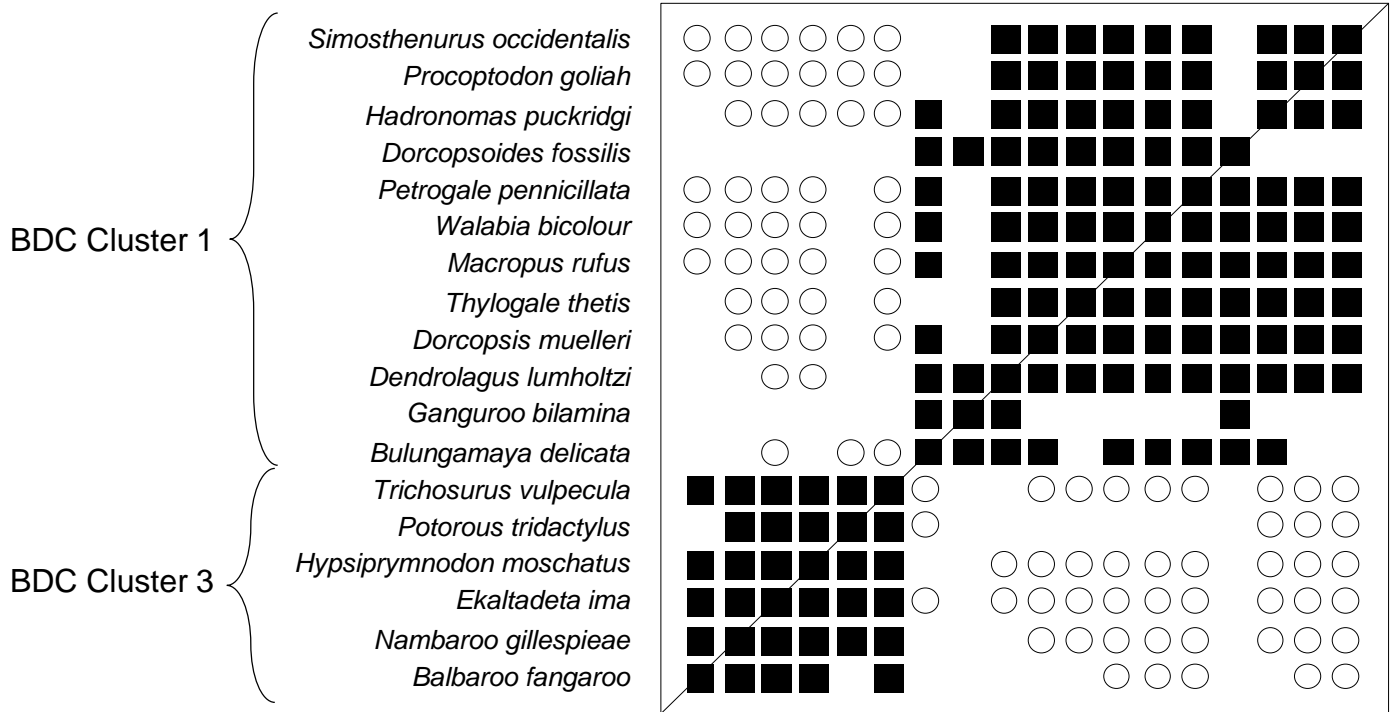 Simosthenurus occidentalis
Procoptodon goliah
Hadronomas puckridgi
Dorcopsoides fossilis
Petrogale pennicillata
Walabia bicolour
BDC Cluster 1
Macropus rufus
Thylogale thetis
Dorcopsis muelleri
Dendrolagus lumholtzi
Ganguroo bilamina
Bulungamaya delicata
Trichosurus vulpecula
Potorous tridactylus
Hypsiprymnodon moschatus
BDC Cluster 3
Ekaltadeta ima
Nambaroo gillespieae
Balbaroo fangaroo